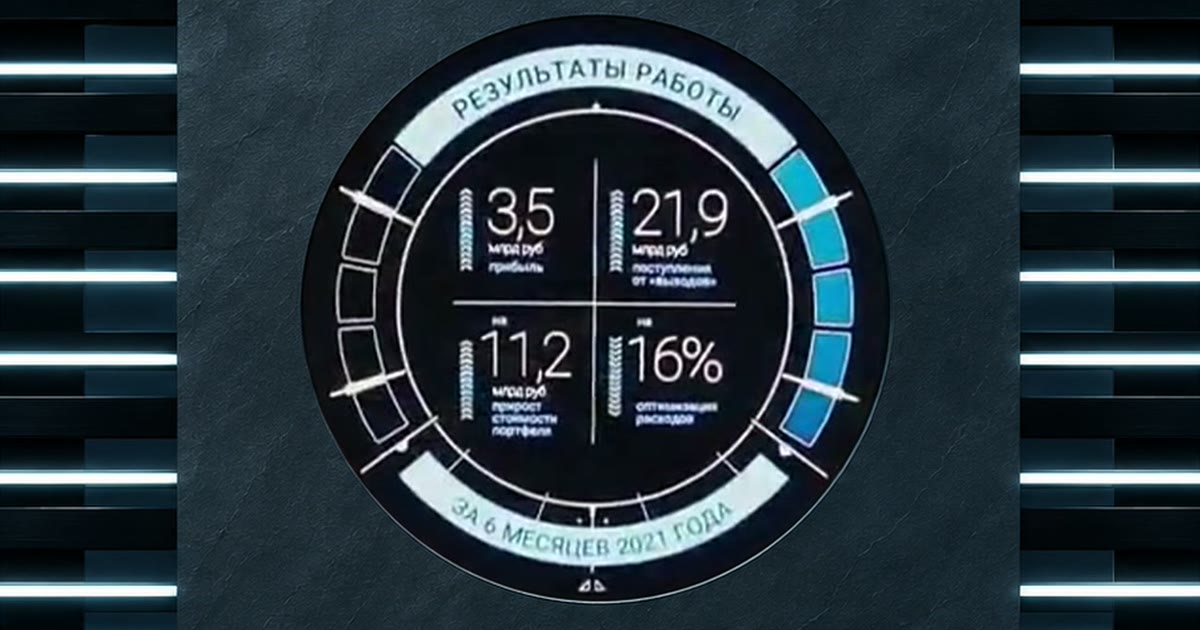 РЕЗУЛЬТАТЫ РАБОТЫ
3,5
млрд руб
прибыль
21,9
млрд руб
поступления
от «выходов»
на
11,2
млрд руб
прирост
стоимости
портфеля
на
16%
оптимизация
расходов
ЗА 6 МЕСЯЦЕВ 2021 ГОДА